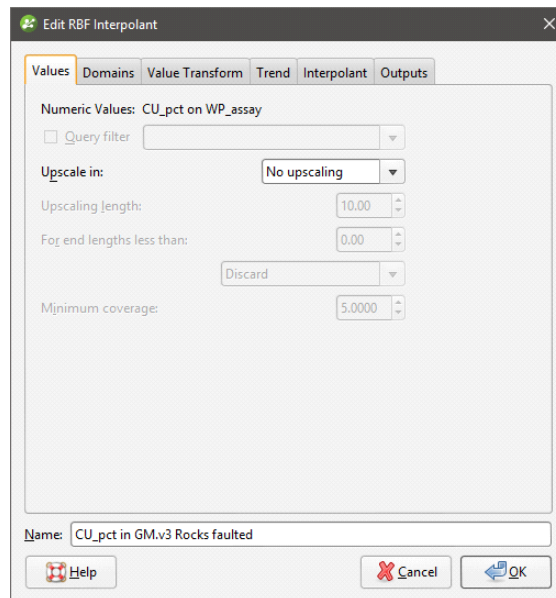 Edit RBF Interpolant
Values Domains Value Transform Trend Interpolant Outputs
Numeric Values: CU_pct on WP_assay
Query filter
Upscale in: No upscaling
Upscaling length: 10.00
For end lengths less than: 0.00
Discard
Minimum coverage: 5.0000
Name: CU_pct in GM.v3 Rocks faulted
Help Cancel OK